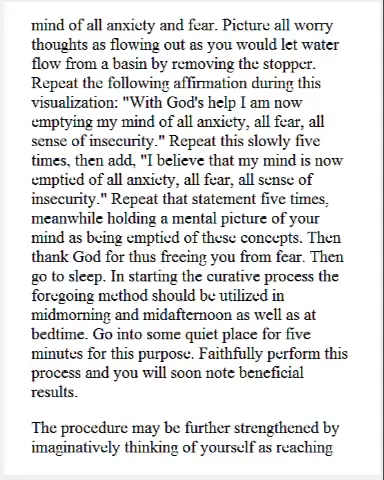 mind of all anxiety and fear. Picture all worry
thoughts as flowing out as you would let water
flow from a basin by removing the stopper.
Repeat the following affirmation during this
visualization: "With God's help I am now
emptying my mind of all anxiety, all fear, all
sense of insecurity." Repeat this slowly five
times, then add, "I believe that my mind is now
emptied of all anxiety, all fear, all sense of
insecurity." Repeat that statement five times,
meanwhile holding a mental picture of your
mind as being emptied of these concepts. Then
thank God for thus freeing you from fear. Then
go to sleep. In starting the curative process the
foregoing method should be utilized in
midmorning and midafternoon as well as at
bedtime. Go into some quiet place for five
minutes for this purpose. Faithfully perform this
process and you will soon note beneficial
results.
The procedure may be further strengthened by
imaginatively thinking of yourself as reaching